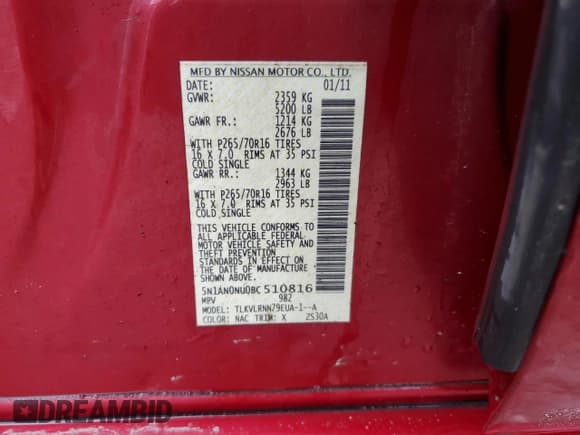 MFD BY NISSAN MOTOR CO., LTD.
DATE: 01/11
GVWR: 2359 KG
5200 LB
GAWR FR.: 1214 KG
2676 LB
WITH P265/70R16 TIRES
16 X 7.0 RIMS AT 35 PSI
COLD SINGLE
GAWR RR.: 1344 KG
2963 LB
WITH P265/70R16 TIRES
16 X 7.0 RIMS AT 35 PSI
COLD SINGLE
THIS VEHICLE CONFORMS TO
ALL APPLICABLE FEDERAL
MOTOR VEHICLE SAFETY AND
THEFT PREVENTION
STANDARDS IN EFFECT ON
THE DATE OF MANUFACTURE
SHOWN ABOVE.
5N1AN0NU0BC510816
MPV 982
MODEL: TLKVLRNN79EUA-I--A
COLOR: NAC TRIM: X ZS30A
DREAMBID